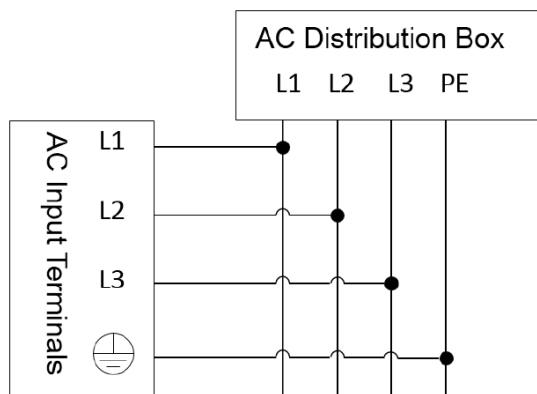 AC Distribution Box
L1 L2 L3 PE
AC Input Terminals
L1
L2
L3